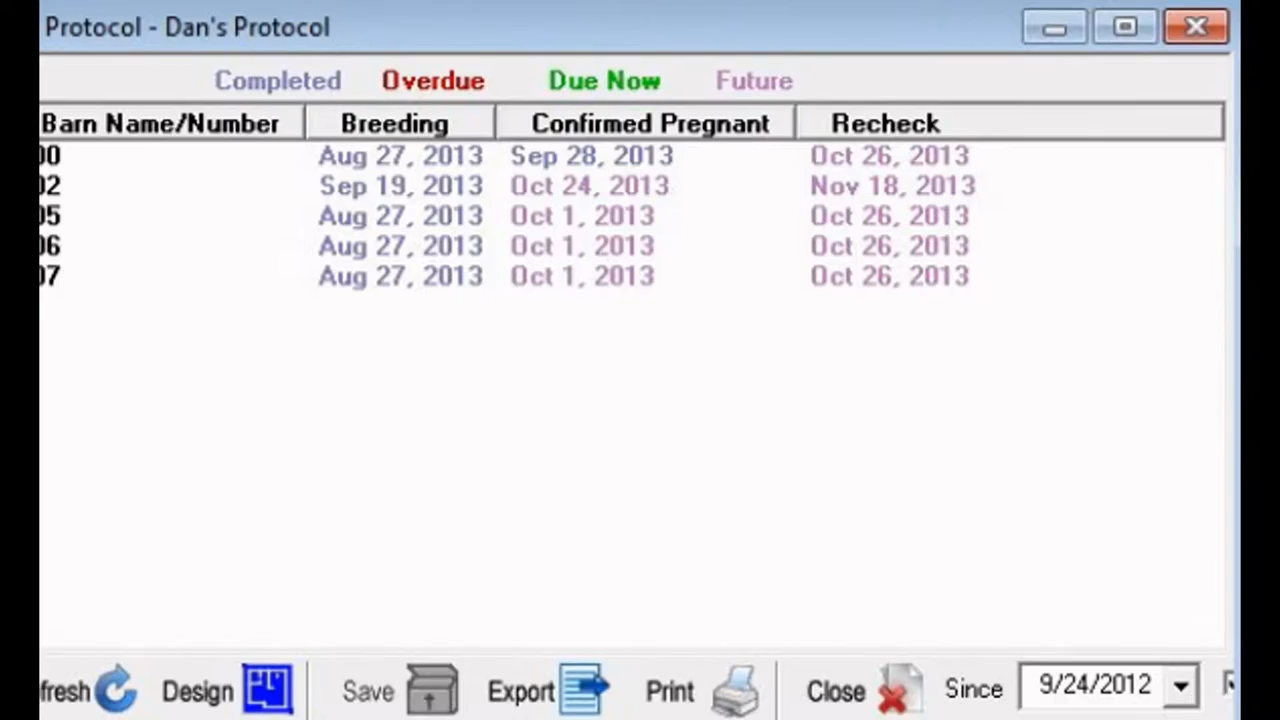 Protocol - Dan's Protocol
Completed Overdue Due Now Future
Barn Name/Number Breeding Confirmed Pregnant Recheck
00 Aug 27, 2013 Sep 28, 2013 Oct 26, 2013
02 Sep 19, 2013 Oct 24, 2013 Nov 18, 2013
05 Aug 27, 2013 Oct 1, 2013 Oct 26, 2013
06 Aug 27, 2013 Oct 1, 2013 Oct 26, 2013
07 Aug 27, 2013 Oct 1, 2013 Oct 26, 2013
fresh Design Save Export Print Close Since 9/24/2012